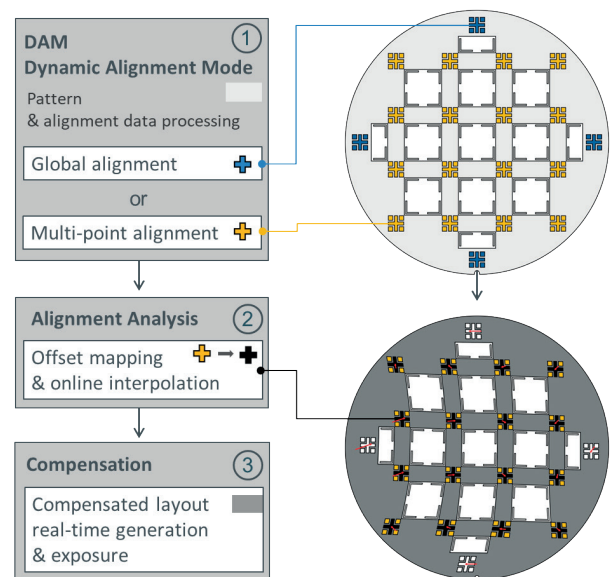 DAM
1
Dynamic Alignment Mode
Pattern
& alignment data processing
Global alignment
or
Multi-point alignment
Alignment Analysis
2
Offset mapping
& online interpolation
Compensation
3
Compensated layout
real-time generation
& exposure